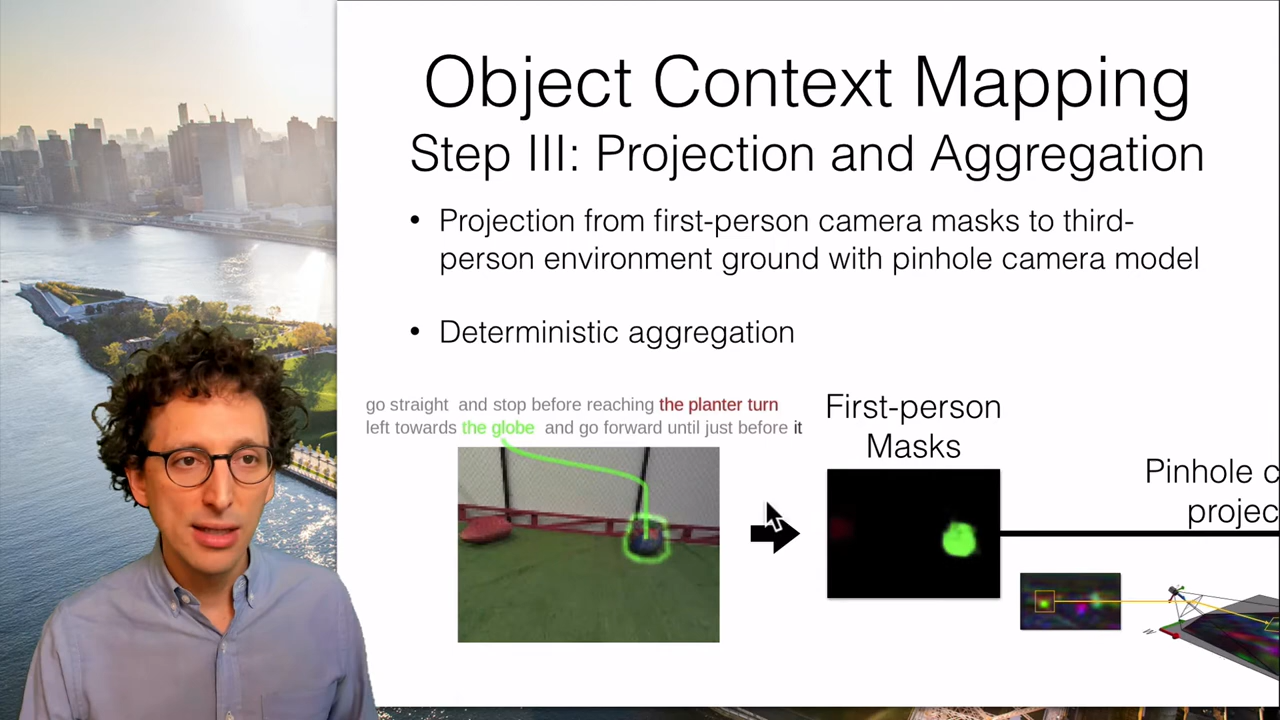 Object Context Mapping
Step III: Projection and Aggregation
• Projection from first-person camera masks to third-
person environment ground with pinhole camera model
• Deterministic aggregation
go straight and stop before reaching the planter turn
left towards the globe and go forward until just before it
First-person
Masks
Pinhole c
projec